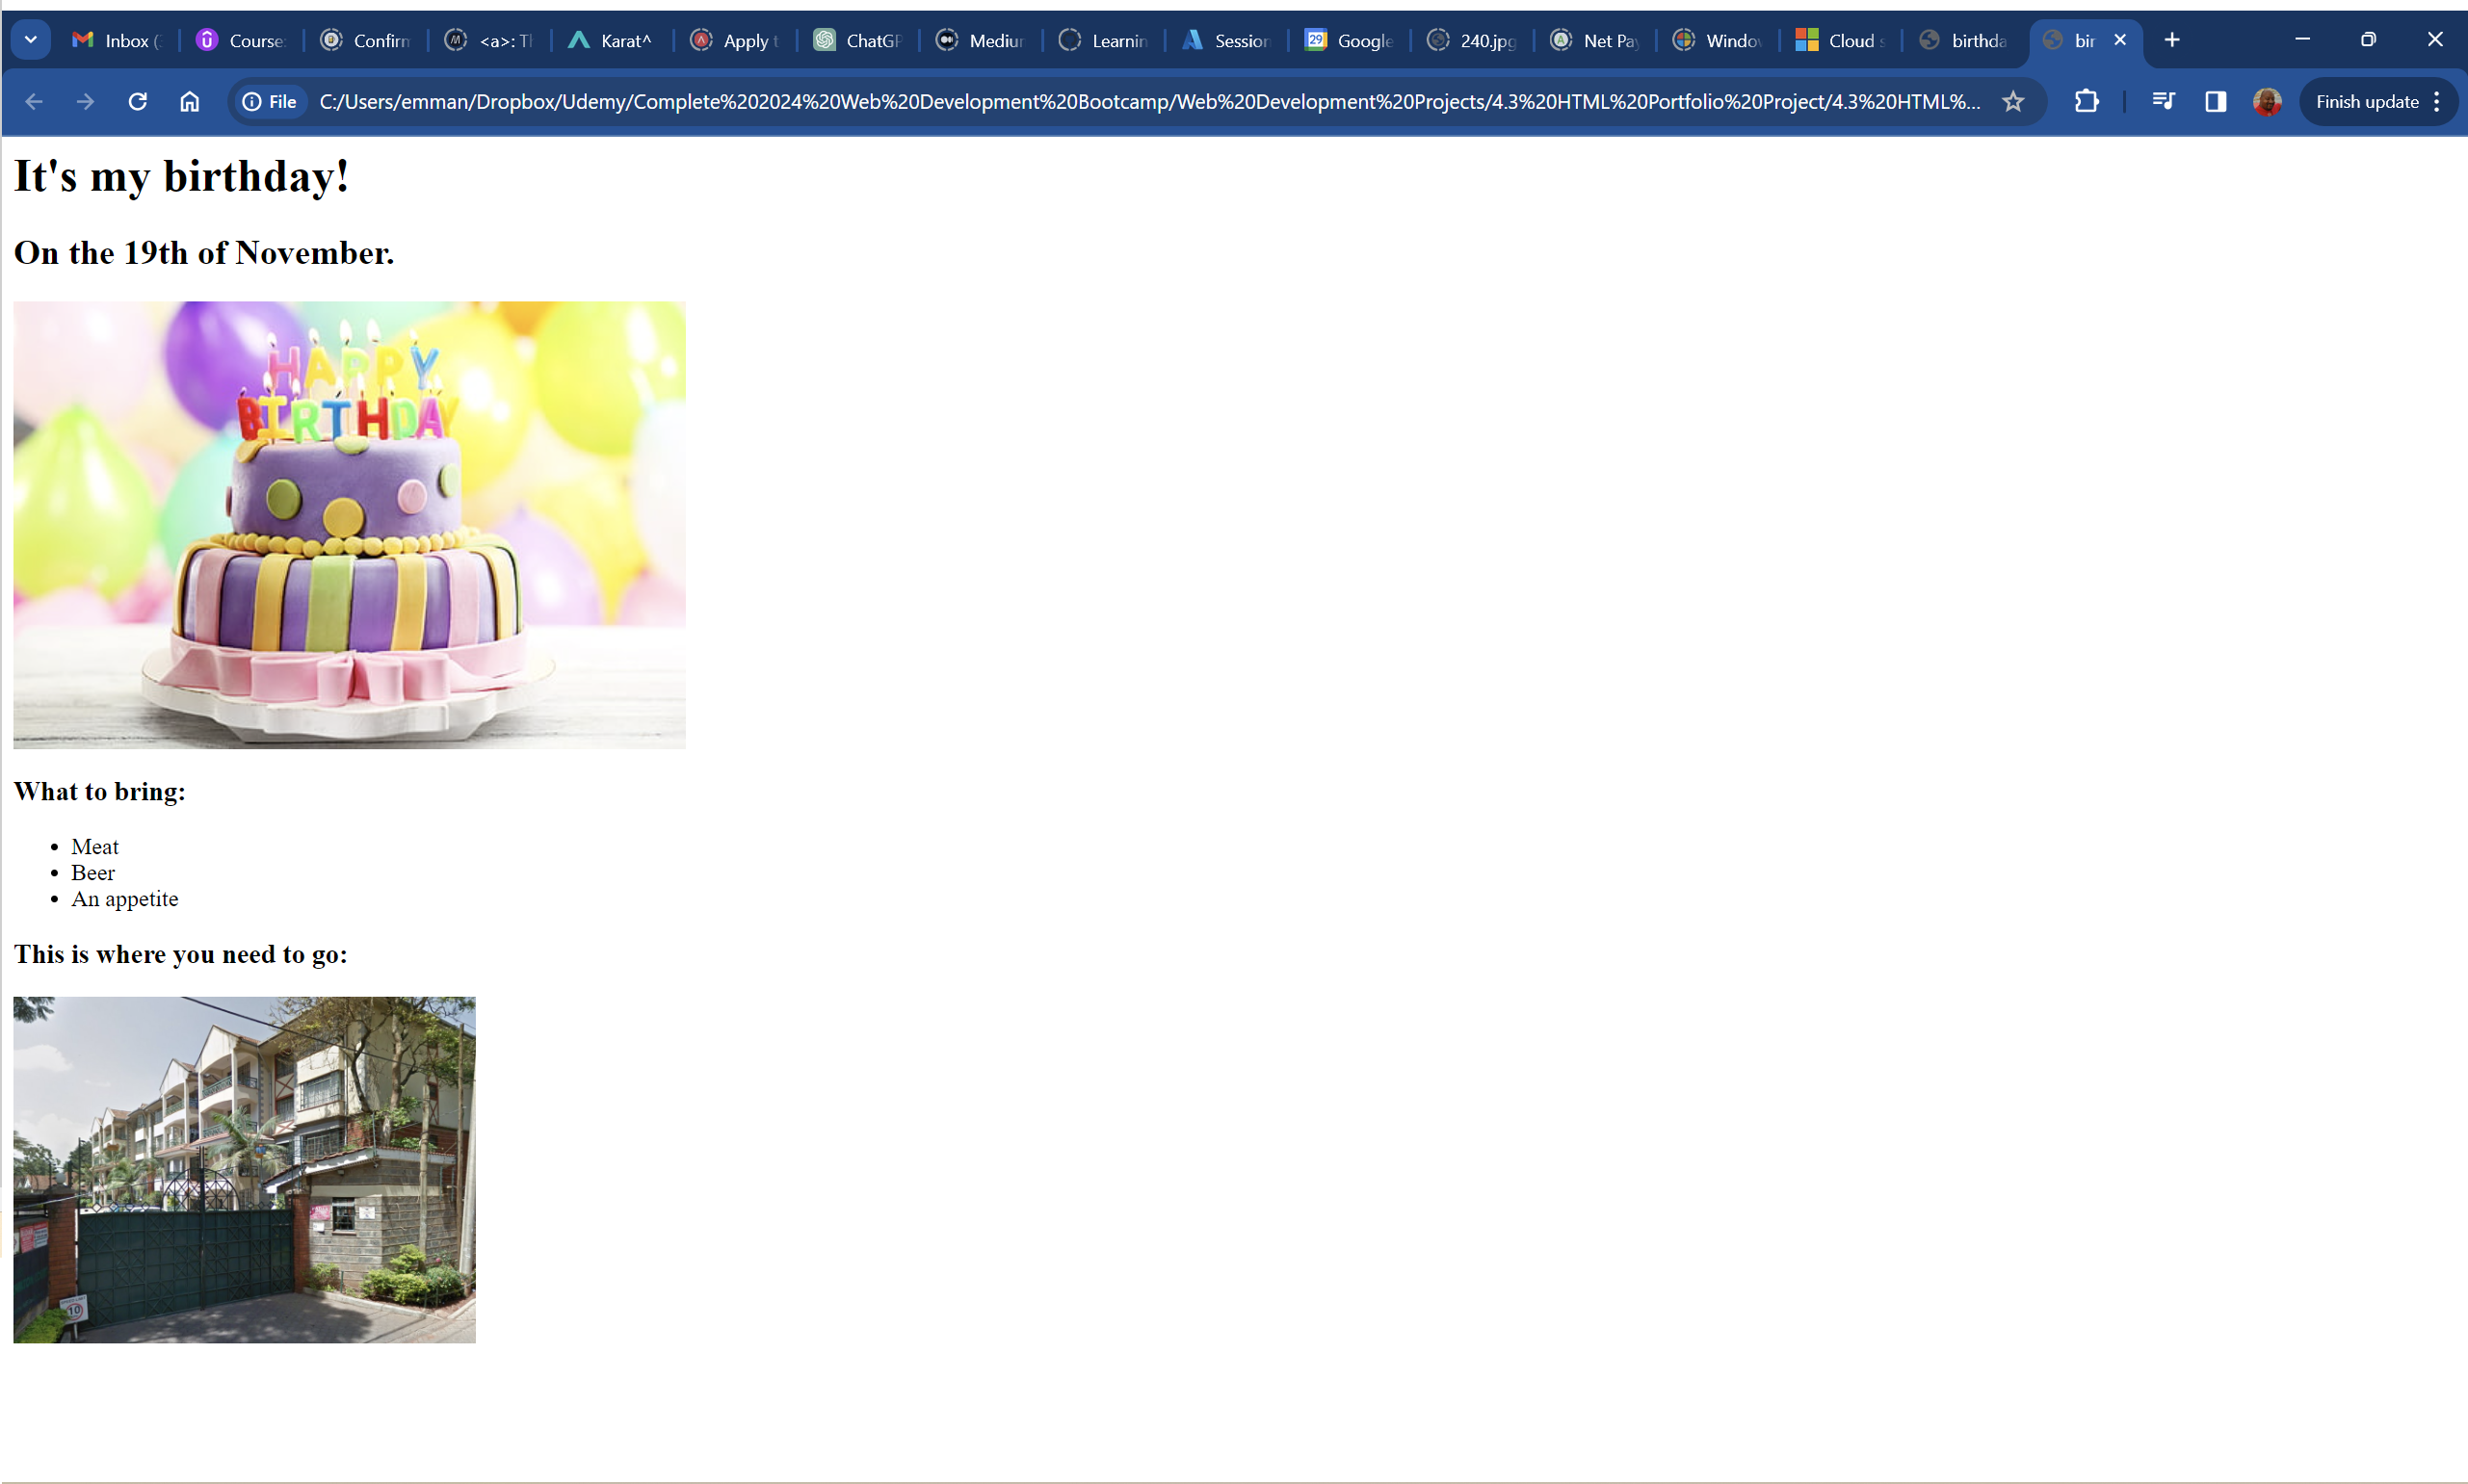 Inbox (
Course
Confirm
<a>: T
Karat^
Apply t
ChatGP
Mediu
Learnin
Session
29
Google
240.jpg
Net Pay
Windo
Cloud s
birthda
bir
File
C:/Users/emman/Dropbox/Udemy/Complete%202024%20Web%20Development%20Bootcamp/Web%20Development%20Projects/4.3%20HTML%20Portfolio%20Project/4.3%20HTML%...
Finish update
It's my birthday!
On the 19th of November.
HAPPY
BIRTHDAY
What to bring:
Meat
Beer
An appetite
This is where you need to go:
10